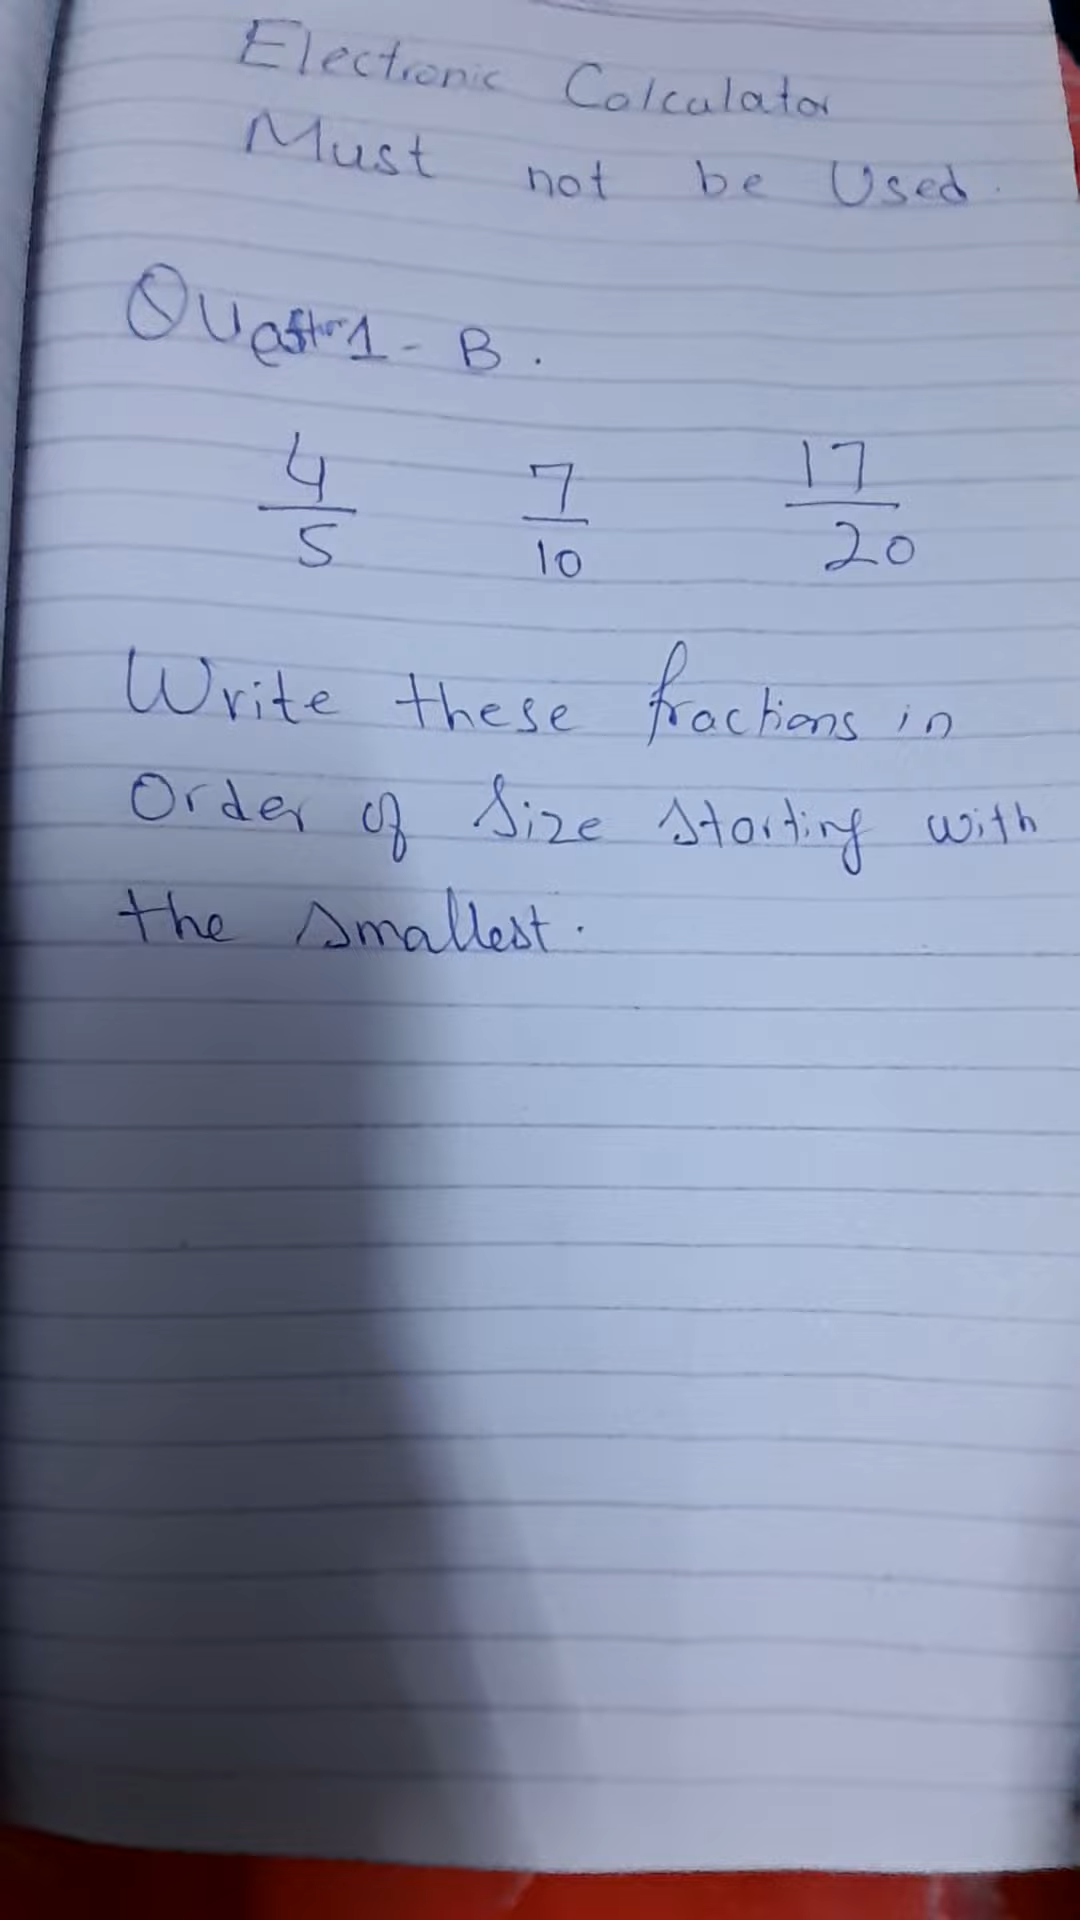 Electronic Calculator
Must not be Used.
Quest-1 - B.
4/5 7/10 17/20
Write these fractions in
Order of Size Starting with
the Smallest.